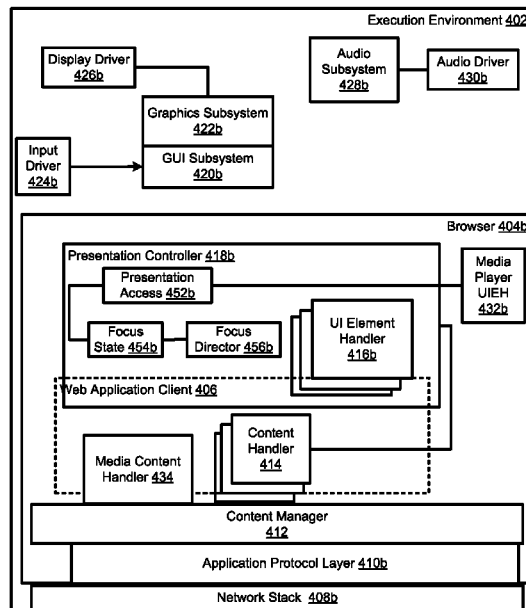 Execution Environment 402
Display Driver
426b
Audio
Subsystem
428b
Audio Driver
430b
Graphics Subsystem
422b
Input
Driver
424b
GUI Subsystem
420b
Browser 404b
Presentation Controller 418b
Presentation
Access 452b
Media
Player
UIEH
432b
Focus
State 454b
Focus
Director 456b
UI Element
Handler
416b
Web Application Client 406
Content
Handler
414
Media Content
Handler 434
Content Manager
412
Application Protocol Layer 410b
Network Stack 408b